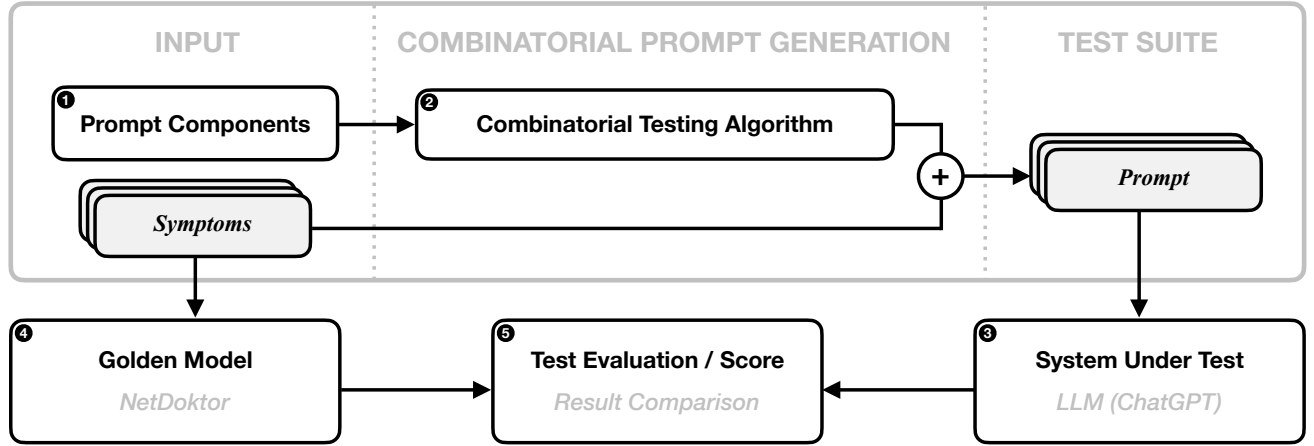 INPUT
COMBINATORIAL PROMPT GENERATION
TEST SUITE
1
Prompt Components
2
Combinatorial Testing Algorithm
+
Prompt
Symptoms
4
Golden Model
NetDoktor
5
Test Evaluation / Score
Result Comparison
3
System Under Test
LLM (ChatGPT)